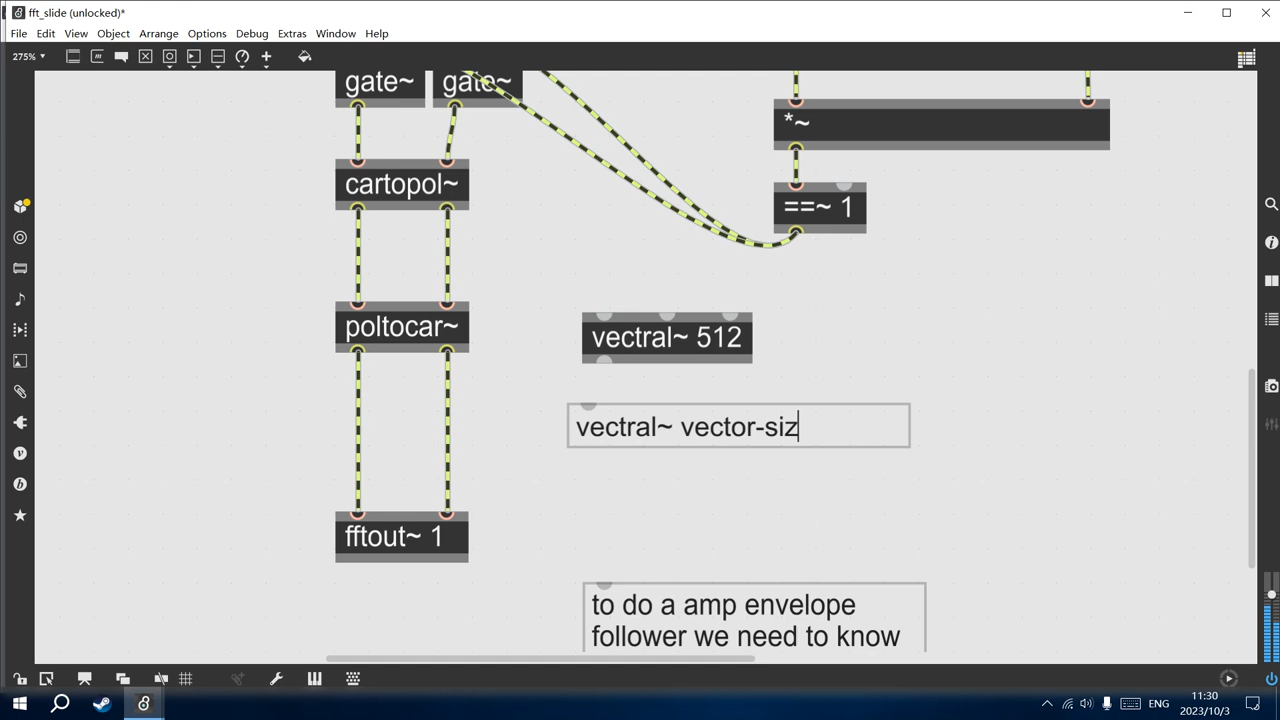 fft_slide (unlocked)*
File Edit View Object Arrange Options Debug Extras Window Help
275%
gate~ gate~
*~
cartopol~
==~ 1
poltocar~
vectral~ 512
vectral~ vector-siz
fftout~ 1
to do a amp envelope
follower we need to know
ENG
11:30
2023/10/3